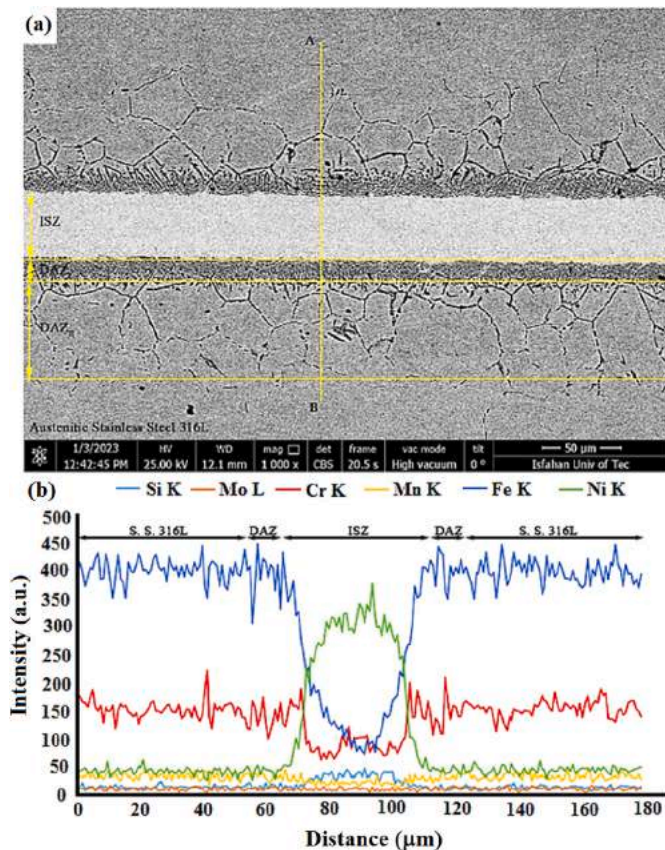 (a)
A
ISZ
DAZ
DAZ
B
Austenitic Stainless Steel 316L
1/3/2023 HV WD mag □ det frame vac mode tilt 50 µm
12:42:45 PM 25.00 kV 12.1 mm 1 000 x CBS 20.5 s High vacuum 0 ° Isfahan Univ of Tec
(b) Si K Mo L Cr K Mn K Fe K Ni K
S. S. 316L DAZ ISZ DAZ S. S. 316L
500
450
400
350
300
250
200
150
100
50
0
Intensity (a.u.)
0 20 40 60 80 100 120 140 160 180
Distance (µm)